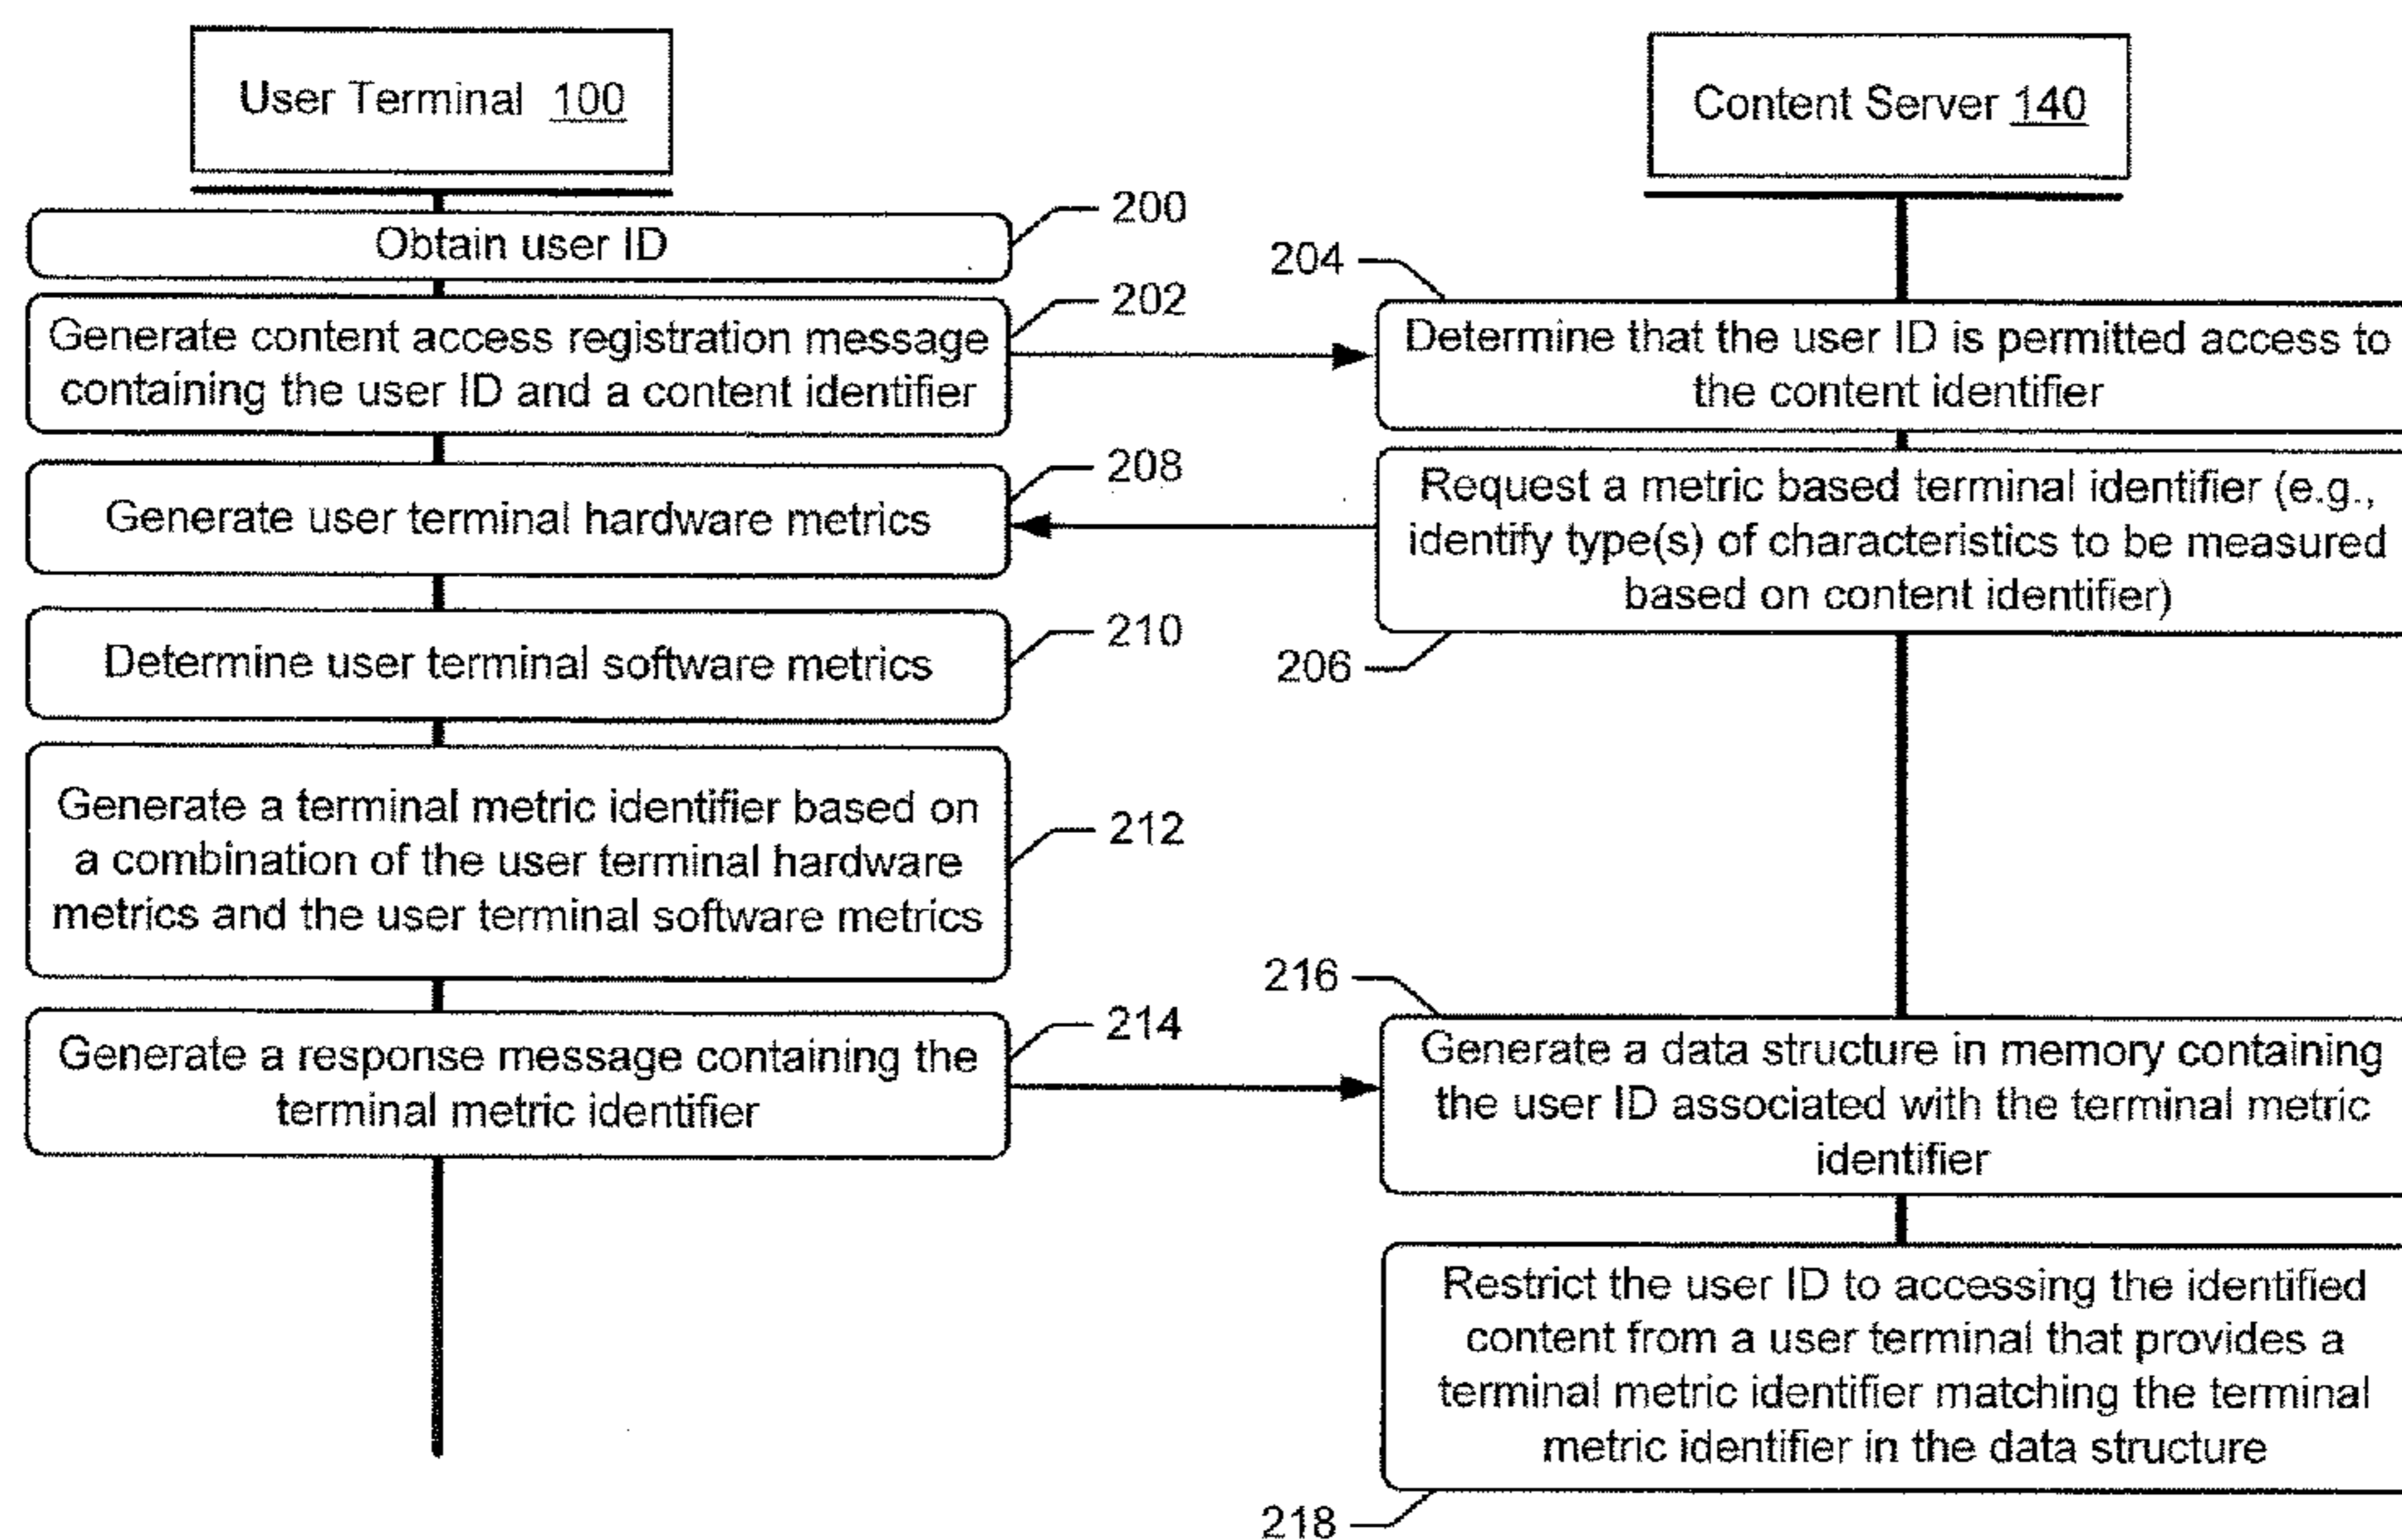 User Terminal 100
Content Server 140
200
Obtain user ID
202
Generate content access registration message
containing the user ID and a content identifier
204
Determine that the user ID is permitted access to
the content identifier
Request a metric based terminal identifier (e.g.,
identify type(s) of characteristics to be measured
based on content identifier)
206
208
Generate user terminal hardware metrics
210
Determine user terminal software metrics
212
Generate a terminal metric identifier based on
a combination of the user terminal hardware
metrics and the user terminal software metrics
214
Generate a response message containing the
terminal metric identifier
216
Generate a data structure in memory containing
the user ID associated with the terminal metric
identifier
Restrict the user ID to accessing the identified
content from a user terminal that provides a
terminal metric identifier matching the terminal
metric identifier in the data structure
218